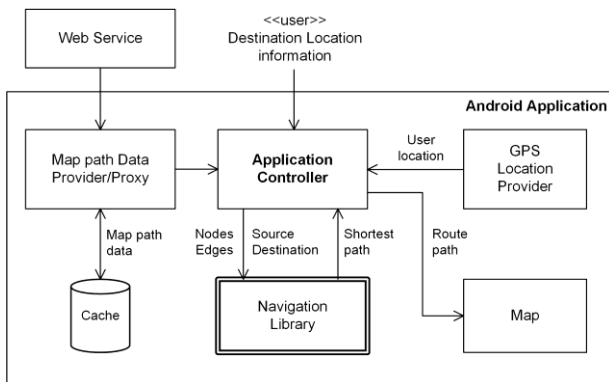 Web Service
<<user>>
Destination Location
information
Android Application
Map path Data
Provider/Proxy
Application
Controller
User
location
GPS
Location
Provider
Map path
data
Nodes
Edges
Source
Destination
Shortest
path
Route
path
Cache
Navigation
Library
Map